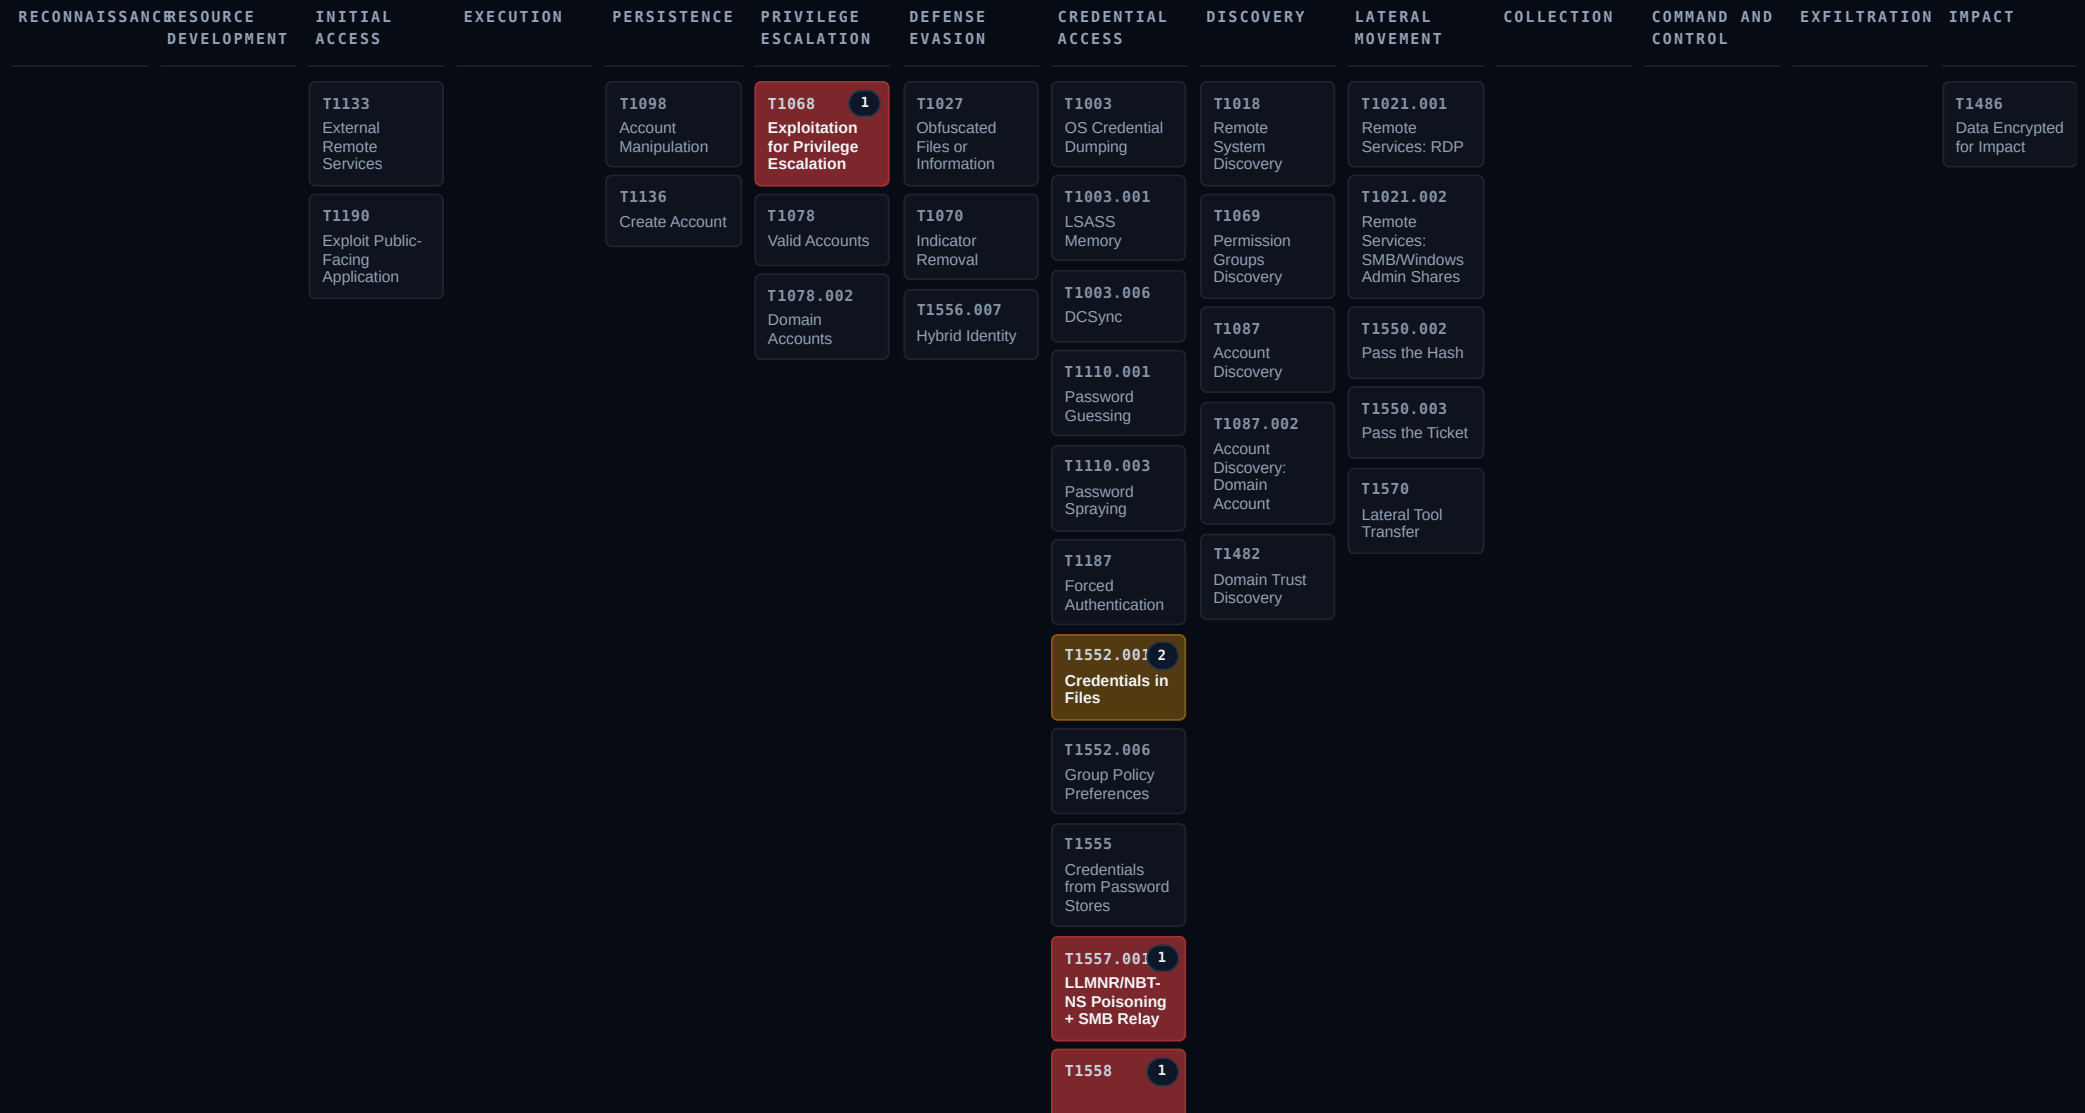 RECONNAISSANCE
RESOURCE
DEVELOPMENT
INITIAL
ACCESS
EXECUTION
PERSISTENCE
PRIVILEGE
ESCALATION
DEFENSE
EVASION
CREDENTIAL
ACCESS
DISCOVERY
LATERAL
MOVEMENT
COLLECTION
COMMAND AND
CONTROL
EXFILTRATION
IMPACT
T1133
External
Remote
Services
T1190
Exploit Public-
Facing
Application
T1098
Account
Manipulation
T1136
Create Account
T1068
1
Exploitation
for Privilege
Escalation
T1078
Valid Accounts
T1078.002
Domain
Accounts
T1027
Obfuscated
Files or
Information
T1070
Indicator
Removal
T1556.007
Hybrid Identity
T1003
OS Credential
Dumping
T1003.001
LSASS
Memory
T1003.006
DCSync
T1110.001
Password
Guessing
T1110.003
Password
Spraying
T1187
Forced
Authentication
T1552.001
2
Credentials in
Files
T1552.006
Group Policy
Preferences
T1555
Credentials
from Password
Stores
T1557.001
1
LLMNR/NBT-
NS Poisoning
+ SMB Relay
T1558
1
T1018
Remote
System
Discovery
T1069
Permission
Groups
Discovery
T1087
Account
Discovery
T1087.002
Account
Discovery:
Domain
Account
T1482
Domain Trust
Discovery
T1021.001
Remote
Services: RDP
T1021.002
Remote
Services:
SMB/Windows
Admin Shares
T1550.002
Pass the Hash
T1550.003
Pass the Ticket
T1570
Lateral Tool
Transfer
T1486
Data Encrypted
for Impact